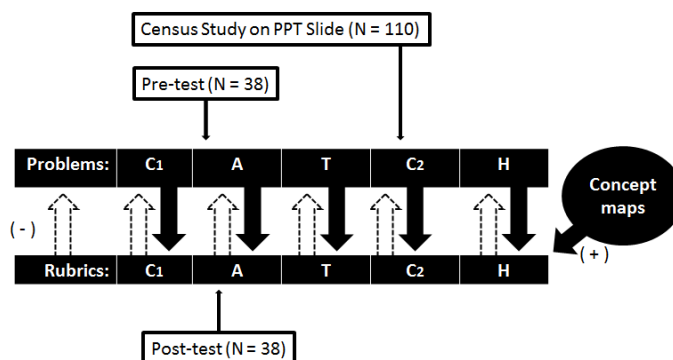 Census Study on PPT Slide (N = 110)
Pre-test (N = 38)
Problems: C1 A T C2 H
Concept
maps
( - )
( + )
Rubrics: C1 A T C2 H
Post-test (N = 38)